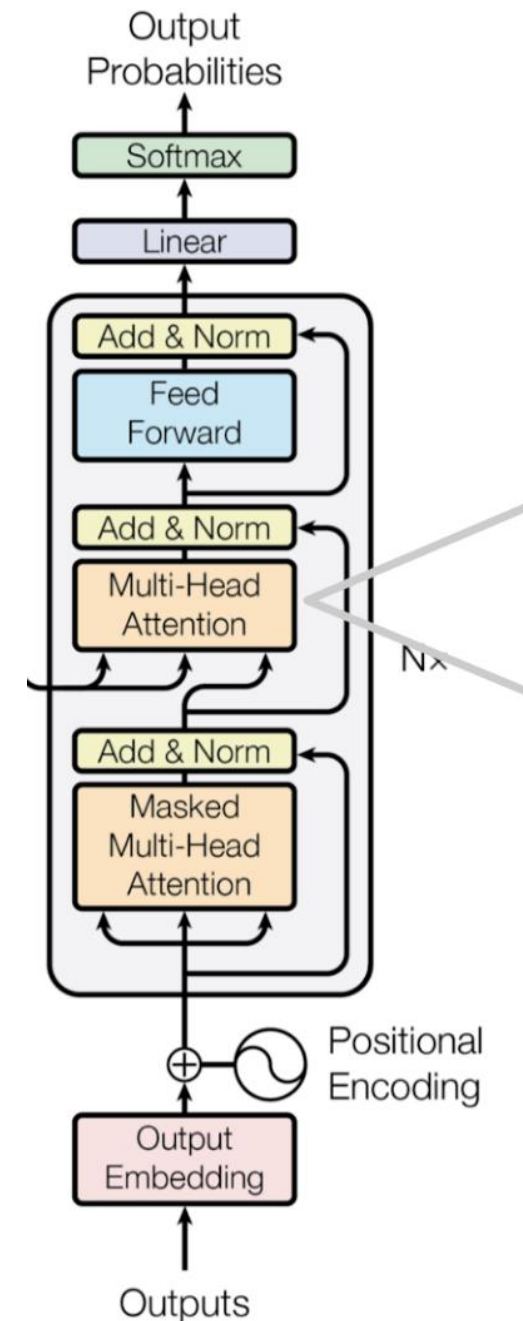 Output
Probabilities
Softmax
Linear
Add & Norm
Feed
Forward
Add & Norm
Multi-Head
Attention
N×
Add & Norm
Masked
Multi-Head
Attention
Positional
Encoding
Output
Embedding
Outputs